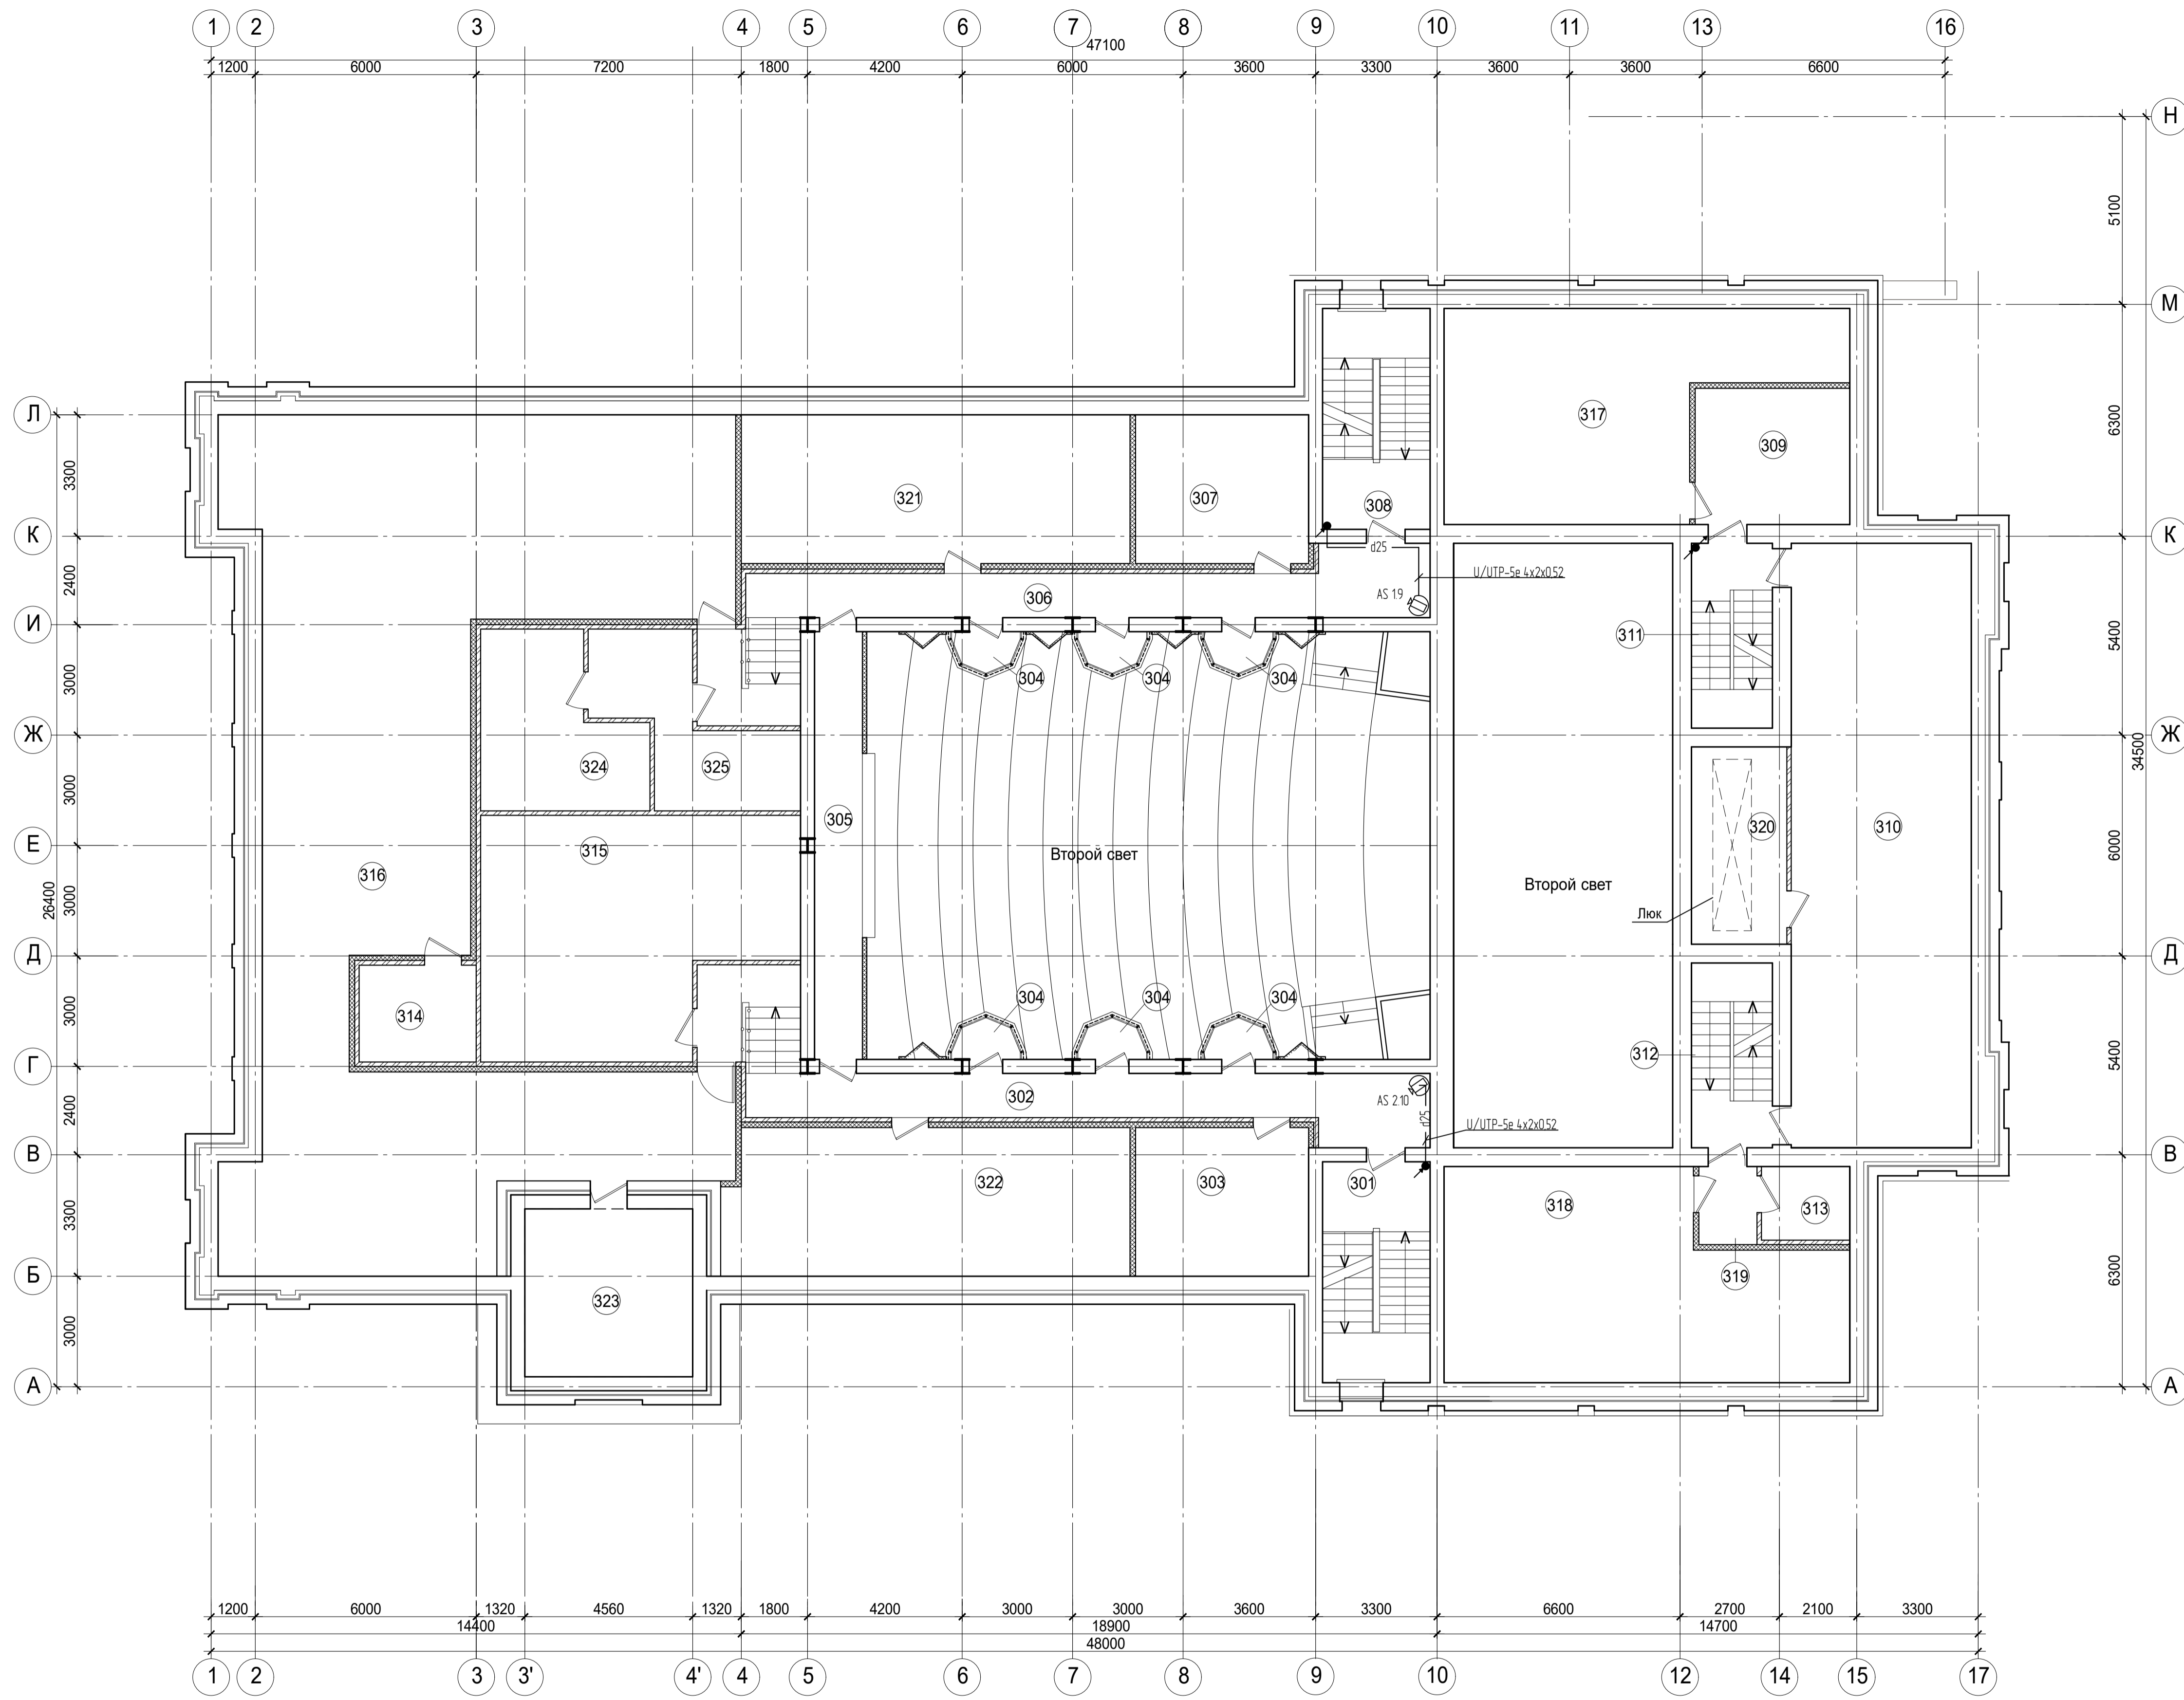 1 2 3 4 5 6 7 8 9 10 11 13 16
47100
1200 6000 7200 1800 4200 6000 3600 3300 3600 3600 6600
Н
5100
М
Л
317
6300
309
3300
321 307
308
К
К
d25
U/UTP-5e 4x2x0.52
2400
306
AS 1.9
И
311
5400
304 304 304
3000
Ж
Ж
34500
324 325
3000
305
320 310
Е
315
Второй свет
6000
316
Второй свет
26400
3000
Люк
Д
Д
304 304 304
3000
314
312
5400
Г
302
AS 2.10
d25
U/UTP-5e 4x2x0.52
2400
В
В
322 303 301
318
313
3300
Б
319
6300
323
3000
А
А
1200 6000 1320 4560 1320 1800 4200 3000 3000 3600 3300 6600 2700 2100 3300
14400 18900 14700
48000
1 2 3 3' 4' 4 5 6 7 8 9 10 12 14 15 17